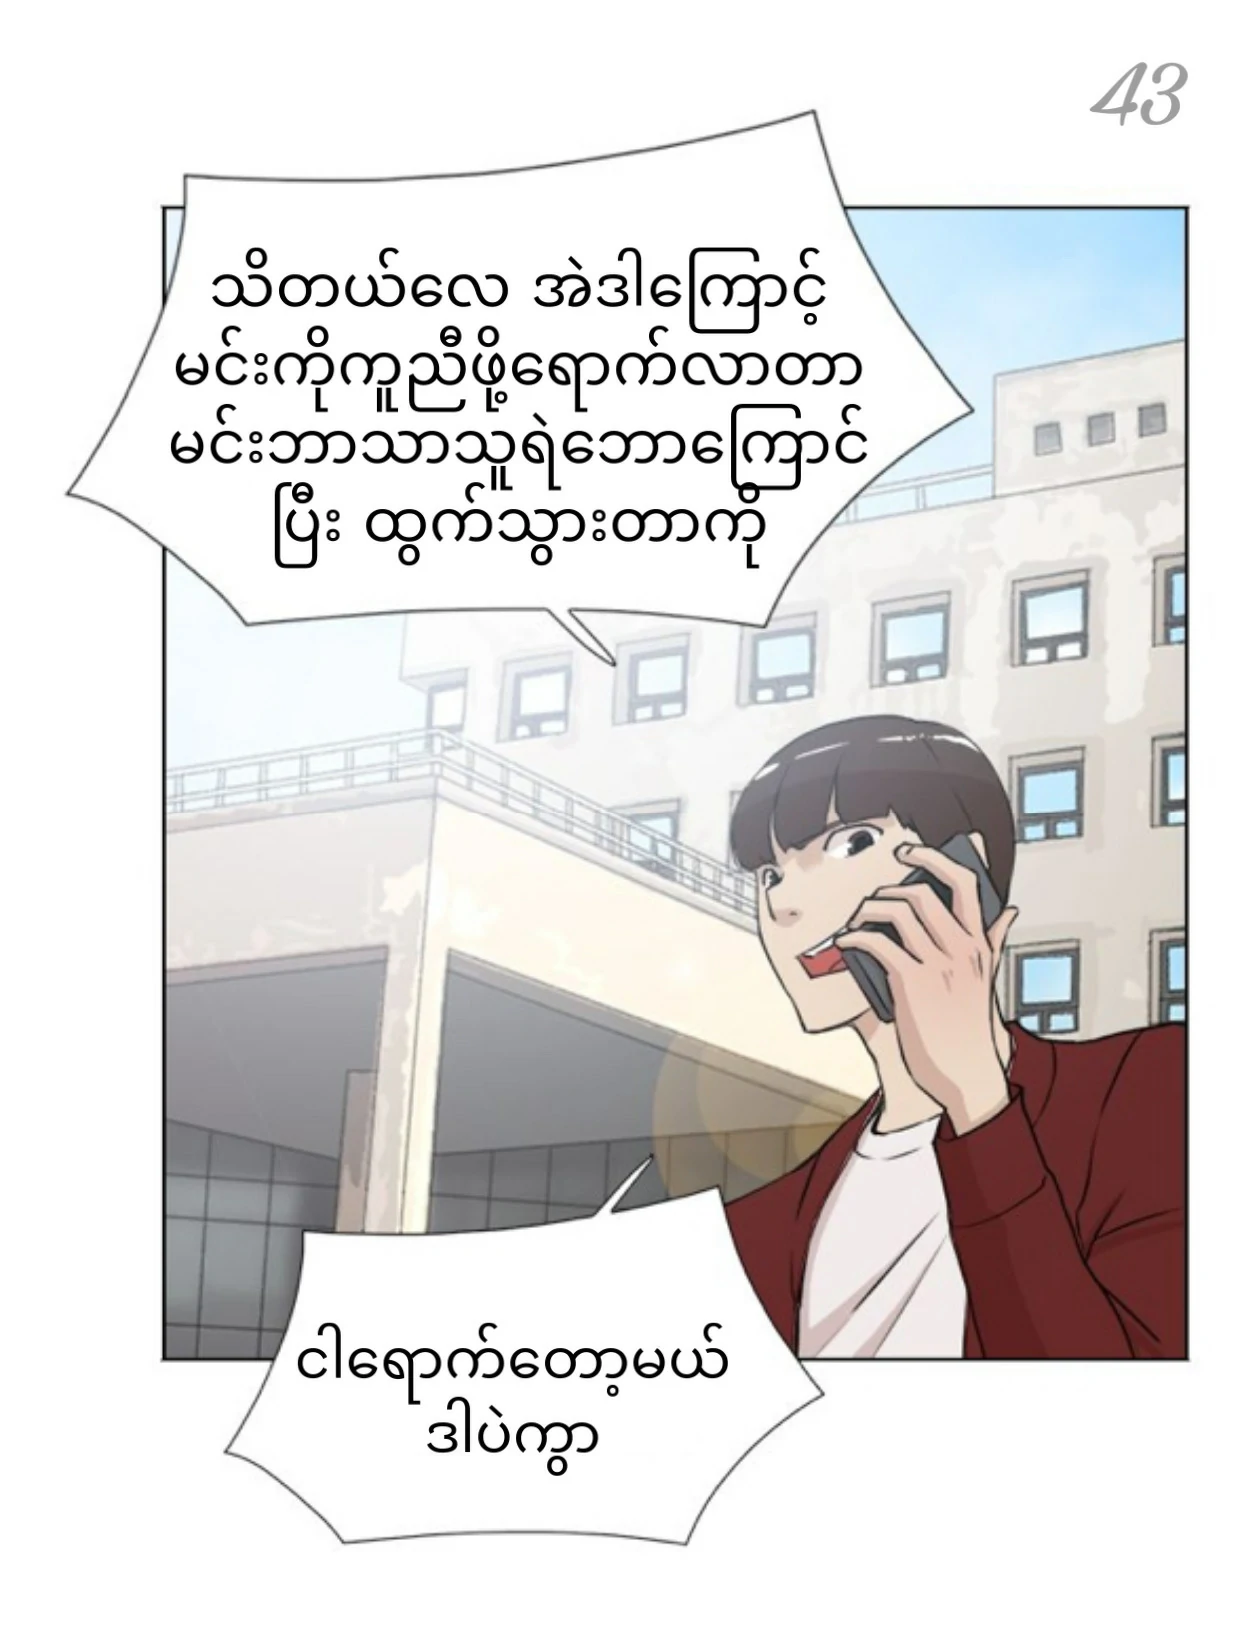 43
သိတယ်လေ အဲဒါကြောင့်
မင်းကိုကူညီဖို့ရောက်လာတာ
မင်းဘာသာသူရဲဘောကြောင်
ပြီး ထွက်သွားတာကို
ငါရောက်တော့မယ်
ဒါပဲကွာ